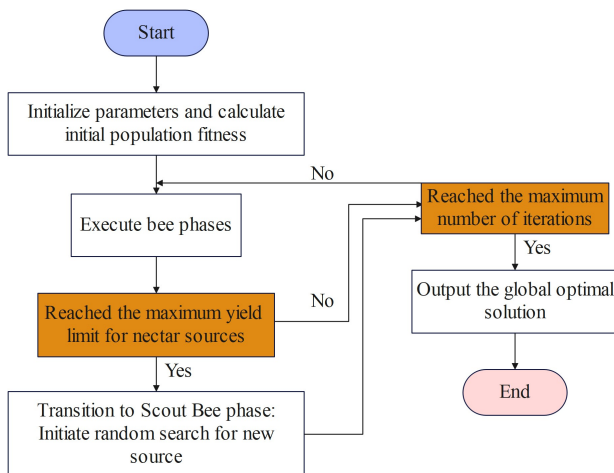 Start
Initialize parameters and calculate
initial population fitness
No
Execute bee phases
Reached the maximum
number of iterations
Yes
No
Reached the maximum yield
limit for nectar sources
Output the global optimal
solution
Yes
Transition to Scout Bee phase:
Initiate random search for new
source
End